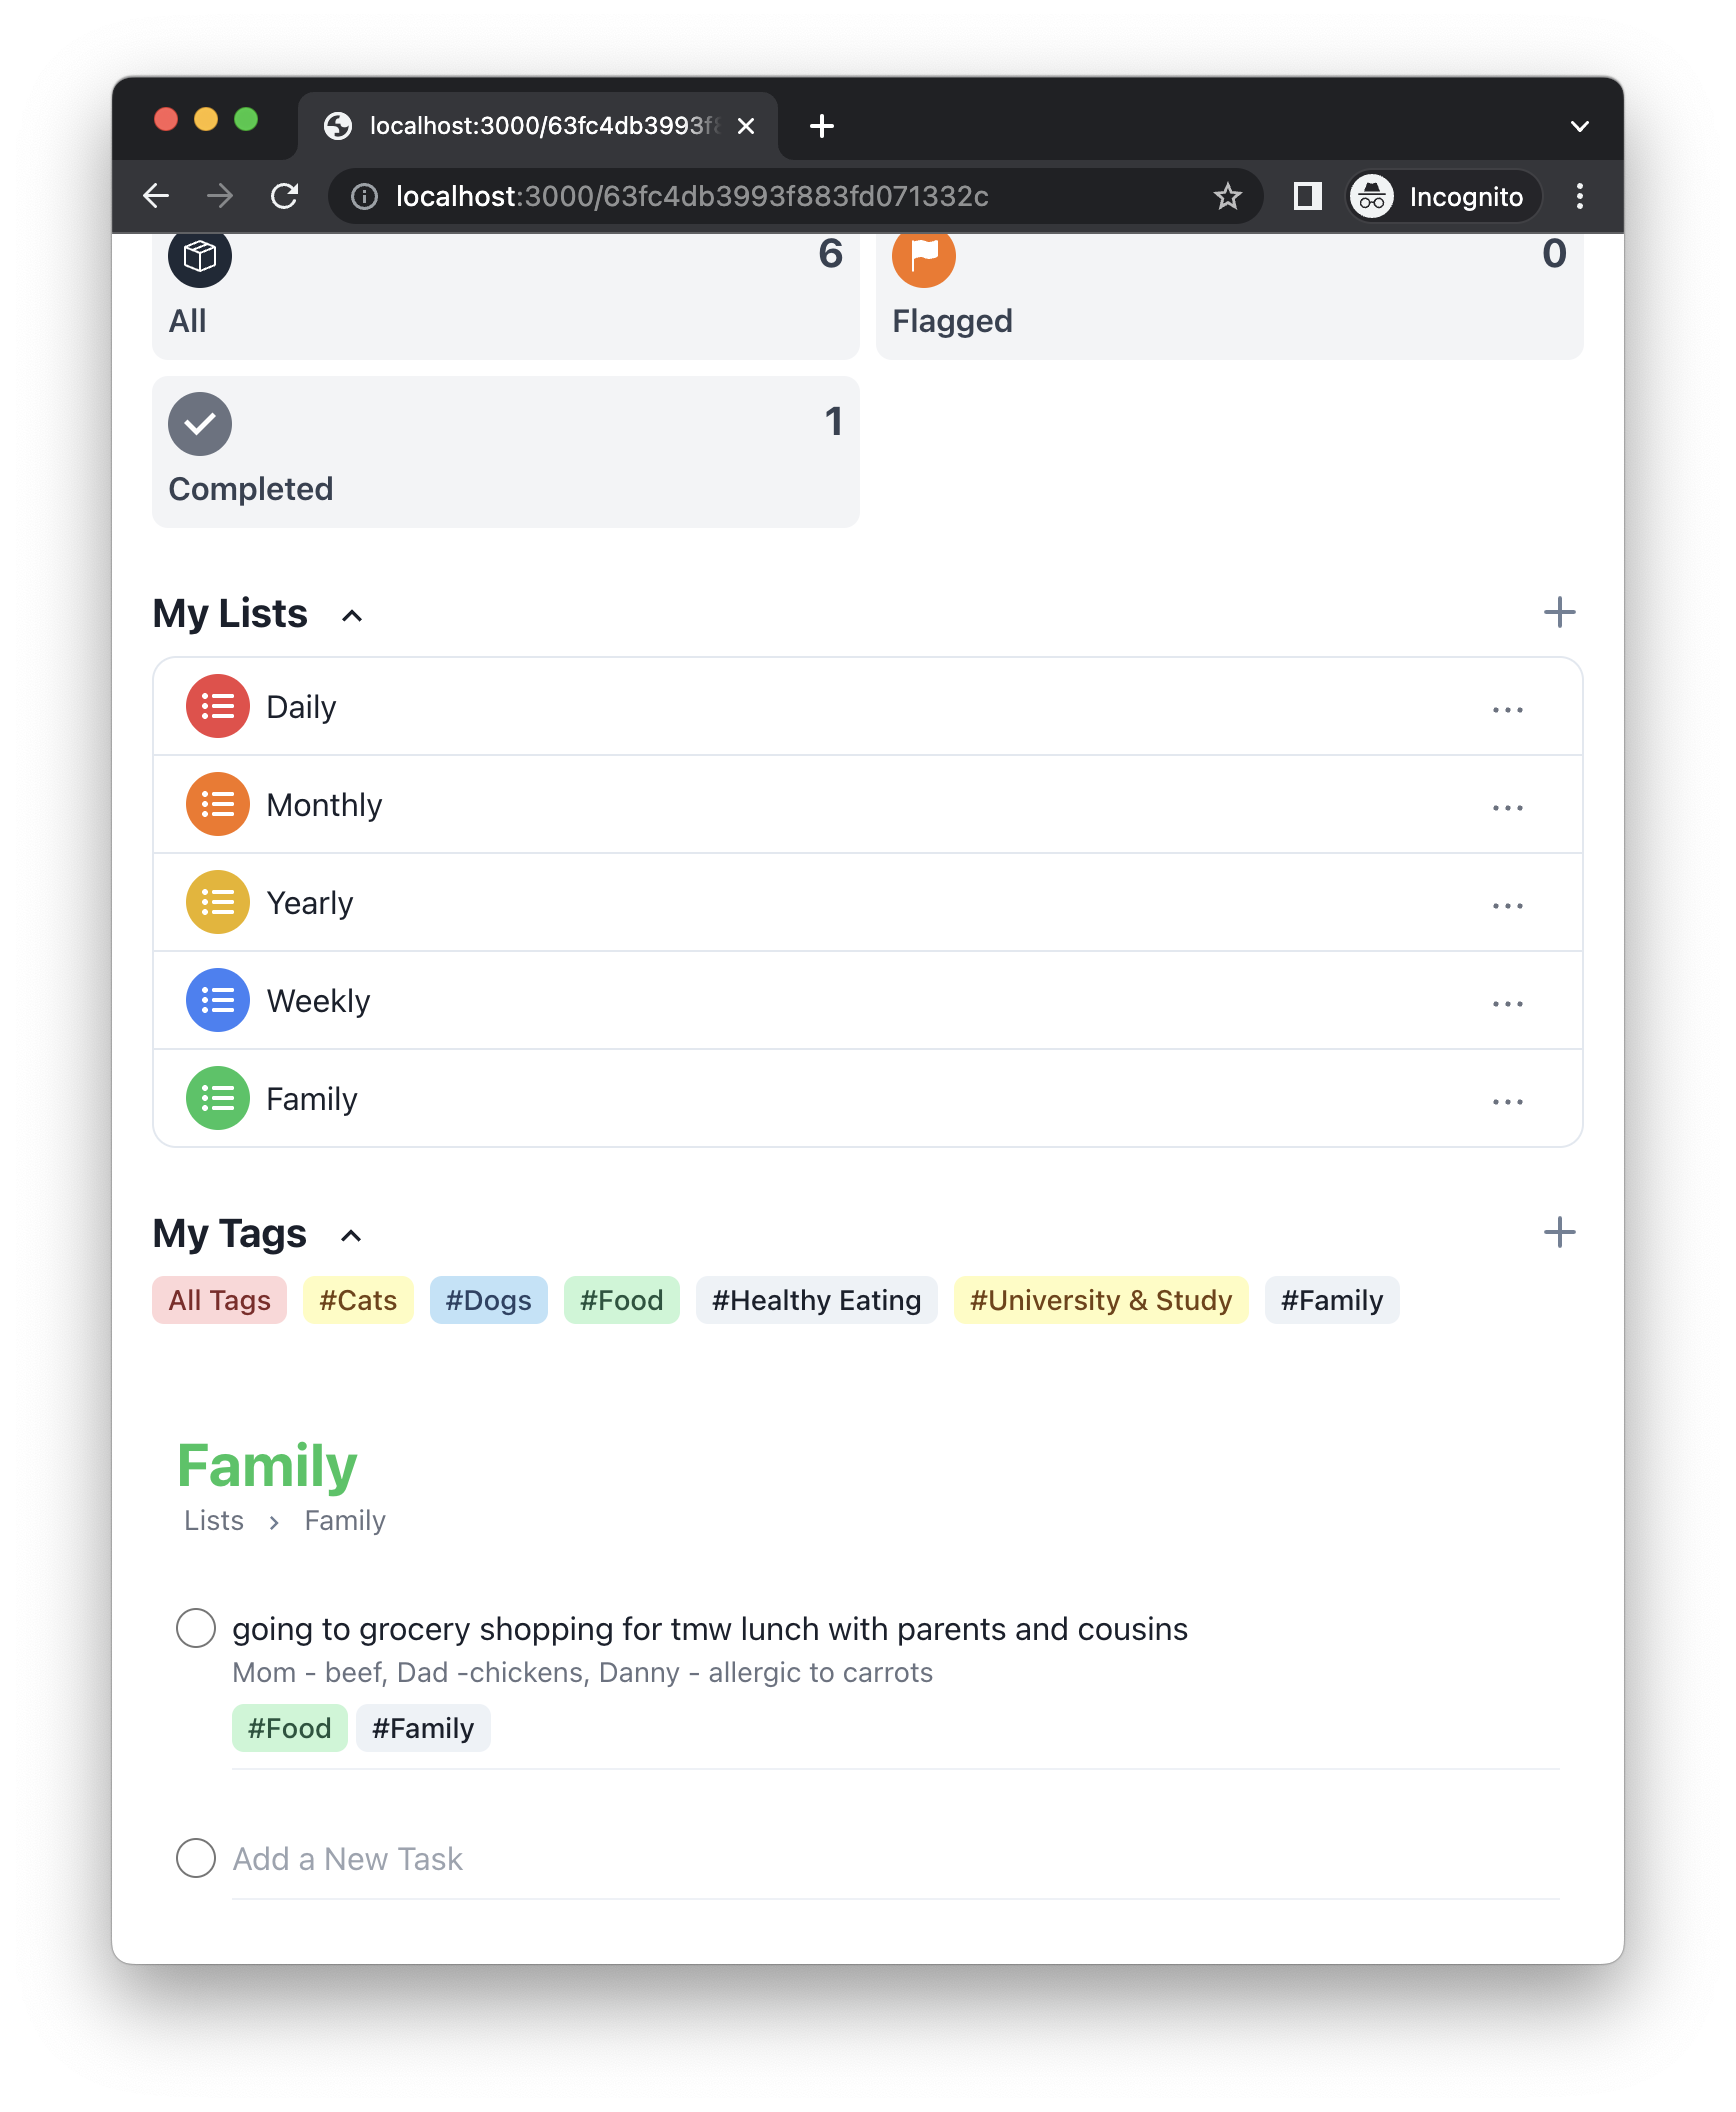 localhost:3000/63fc4db3993f8
localhost:3000/63fc4db3993f883fd071332c
Incognito
6
All
0
Flagged
1
Completed
My Lists
Daily
Monthly
Yearly
Weekly
Family
My Tags
All Tags #Cats #Dogs #Food #Healthy Eating #University & Study #Family
Family
Lists > Family
going to grocery shopping for tmw lunch with parents and cousins
Mom - beef, Dad -chickens, Danny - allergic to carrots
#Food #Family
Add a New Task